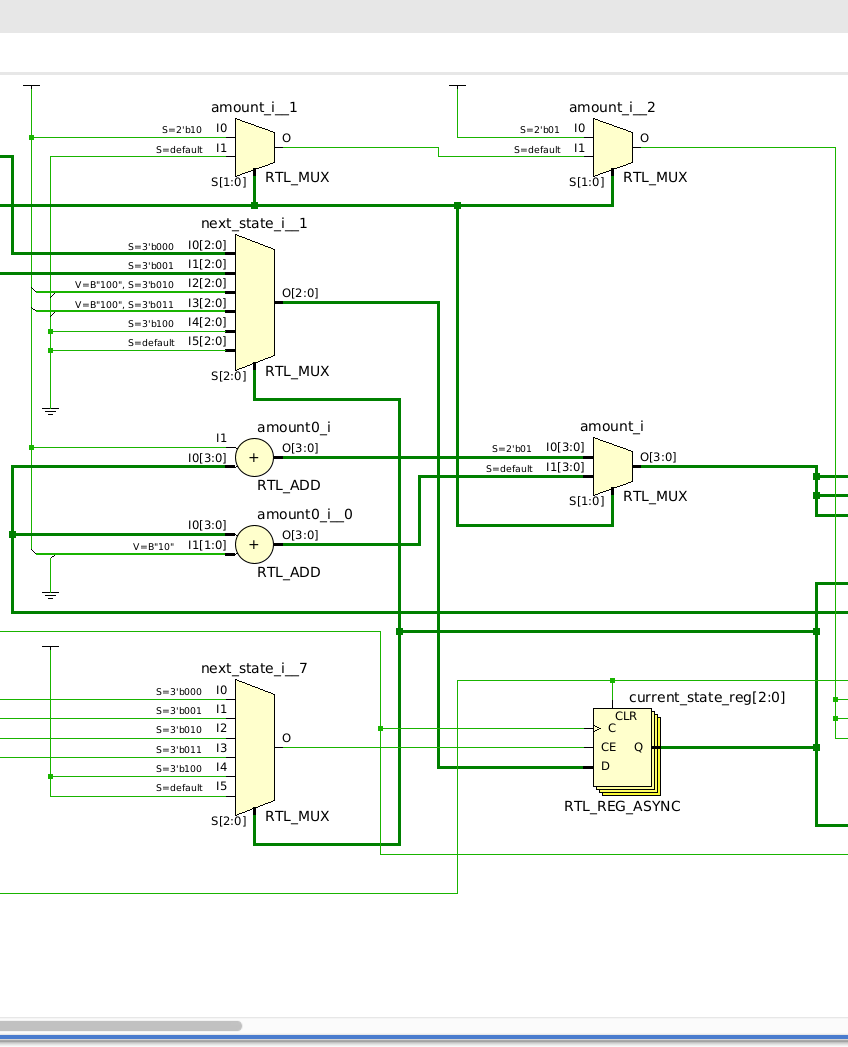 amount_i__1
S=2'b10 I0
S=default I1
O
S[1:0]
RTL_MUX
amount_i__2
S=2'b01 I0
S=default I1
O
S[1:0]
RTL_MUX
next_state_i__1
S=3'b000 I0[2:0]
S=3'b001 I1[2:0]
V=B"100", S=3'b010 I2[2:0]
V=B"100", S=3'b011 I3[2:0]
S=3'b100 I4[2:0]
S=default I5[2:0]
O[2:0]
S[2:0]
RTL_MUX
amount0_i
I1
I0[3:0]
+
O[3:0]
RTL_ADD
amount_i
S=2'b01 I0[3:0]
S=default I1[3:0]
O[3:0]
S[1:0]
RTL_MUX
amount0_i__0
I0[3:0]
V=B"10" I1[1:0]
+
O[3:0]
RTL_ADD
next_state_i__7
S=3'b000 I0
S=3'b001 I1
S=3'b010 I2
S=3'b011 I3
S=3'b100 I4
S=default I5
O
S[2:0]
RTL_MUX
current_state_reg[2:0]
CLR
C
CE Q
D
RTL_REG_ASYNC